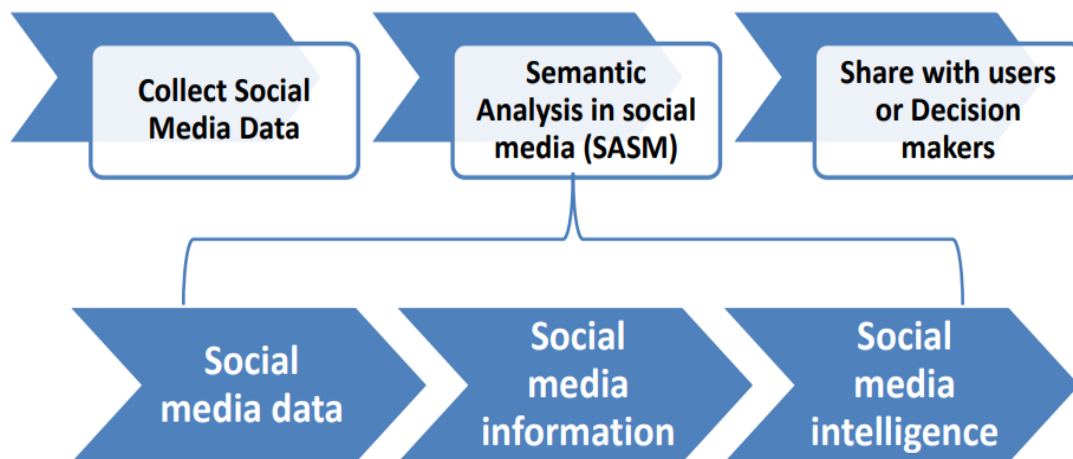 Collect Social
Media Data
Semantic
Analysis in social
media (SASM)
Share with users
or Decision
makers
Social
media data
Social
media
information
Social
media
intelligence